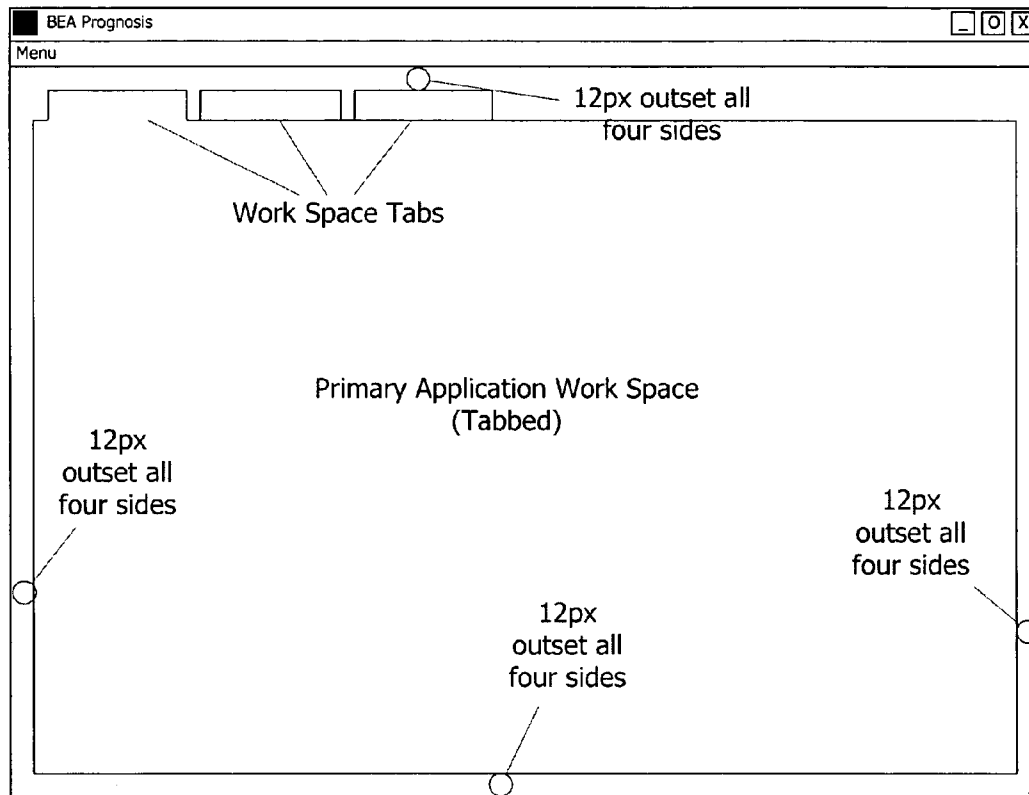 BEA Prognosis
_ O X
Menu
12px outset all
four sides
Work Space Tabs
Primary Application Work Space
(Tabbed)
12px
outset all
four sides
12px
outset all
four sides
12px
outset all
four sides